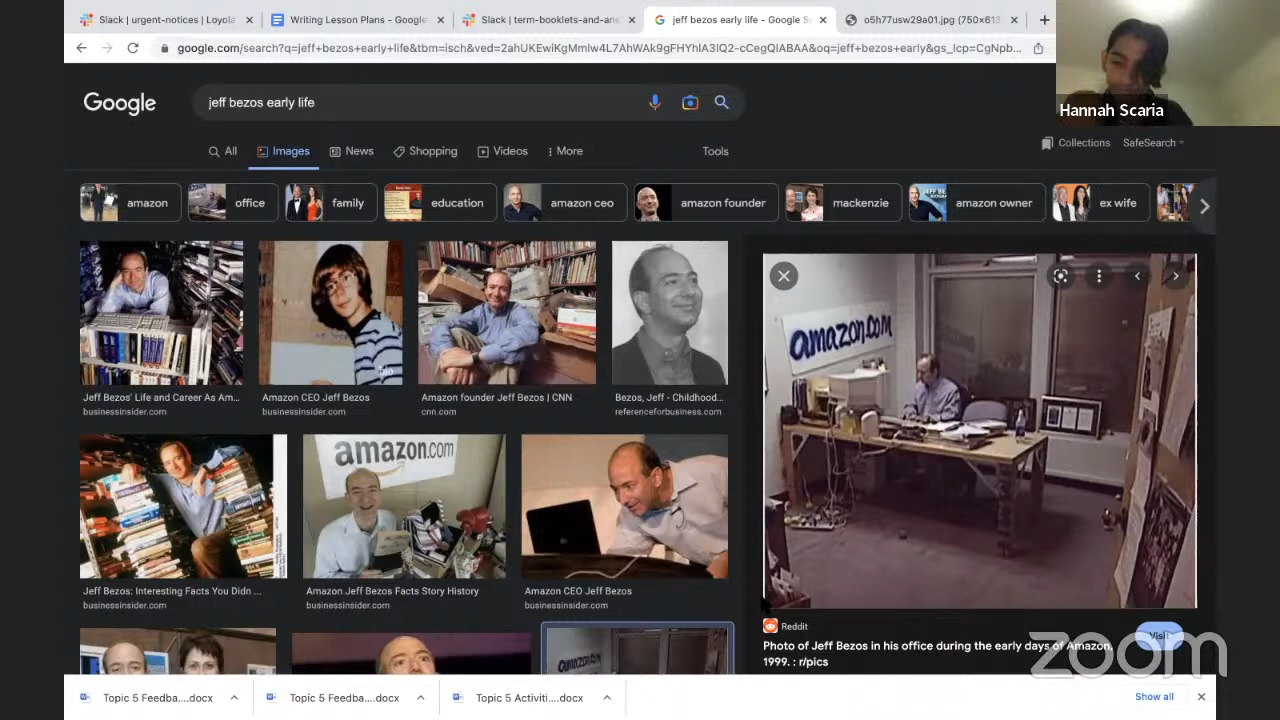 Slack | urgent-notices | Loyola
Writing Lesson Plans - Google
Slack | term-booklets-and-ans
jeff bezos early life - Google S
o5h77usw29a01.jpg (750×613
google.com/search?q=jeff+bezos+early+life&tbm=isch&ved=2ahUKEwiKgMmIw4L7AhWAk9gFHYhIA3IQ2-cCegQIABAA&oq=jeff+bezos+early&gs_lcp=CgNpb...
Hannah Scaria
Google
jeff bezos early life
All
Images
News
Shopping
Videos
More
Tools
Collections
SafeSearch
amazon
office
family
education
amazon ceo
amazon founder
mackenzie
amazon owner
ex wife
amazon.com
Jeff Bezos' Life and Career As Am...
businessinsider.com
Amazon CEO Jeff Bezos
businessinsider.com
Amazon founder Jeff Bezos | CNN
cnn.com
Bezos, Jeff - Childhood...
referenceforbusiness.com
bio
amazon.com
Jeff Bezos: Interesting Facts You Didn ...
businessinsider.com
Amazon Jeff Bezos Facts Story History
businessinsider.com
Amazon CEO Jeff Bezos
businessinsider.com
Reddit
Photo of Jeff Bezos in his office during the early days of Amazon,
1999. : r/pics
Visit
zoom
Topic 5 Feedba....docx
Topic 5 Feedba....docx
Topic 5 Activiti....docx
Show all